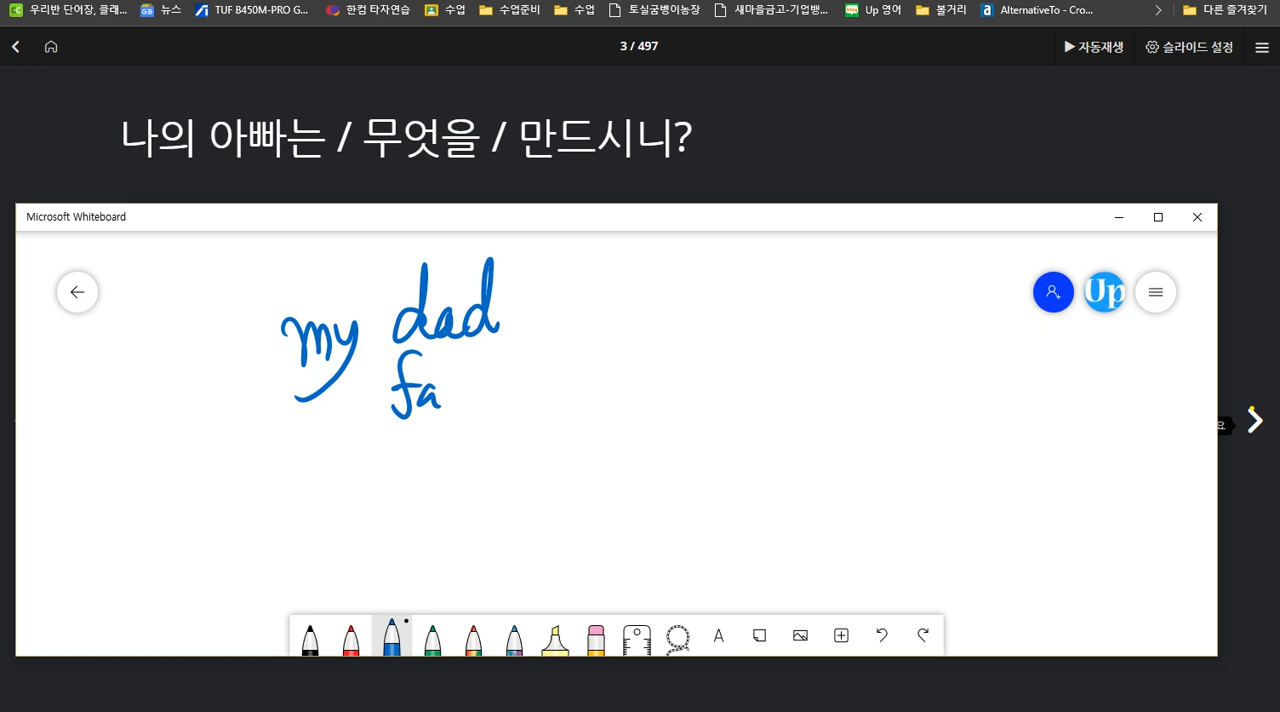 우리반 단어장, 클래... 뉴스 TUF B450M-PRO G... 한컴 타자연습 수업 수업준비 수업 토실굼벵이농장 새마을금고-기업뱅... Up 영어 볼거리 AlternativeTo - Cro... 다른 즐겨찾기
3 / 497 자동재생 슬라이드 설정
나의 아빠는 / 무엇을 / 만드시니?
Microsoft Whiteboard
Up
my dad
fa
요
A